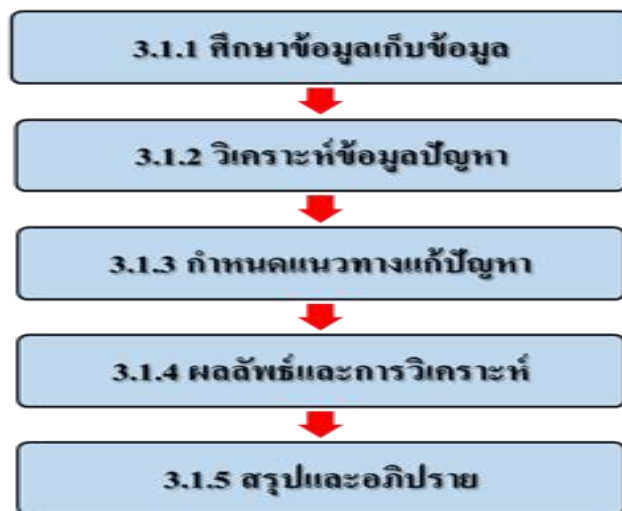 3.1.1 ศึกษาข้อมูลเก็บข้อมูล
3.1.2 วิเคราะห์ข้อมูลปัญหา
3.1.3 กำหนดแนวทางแก้ปัญหา
3.1.4 ผลลัพธ์และการวิเคราะห์
3.1.5 สรุปและอภิปราย